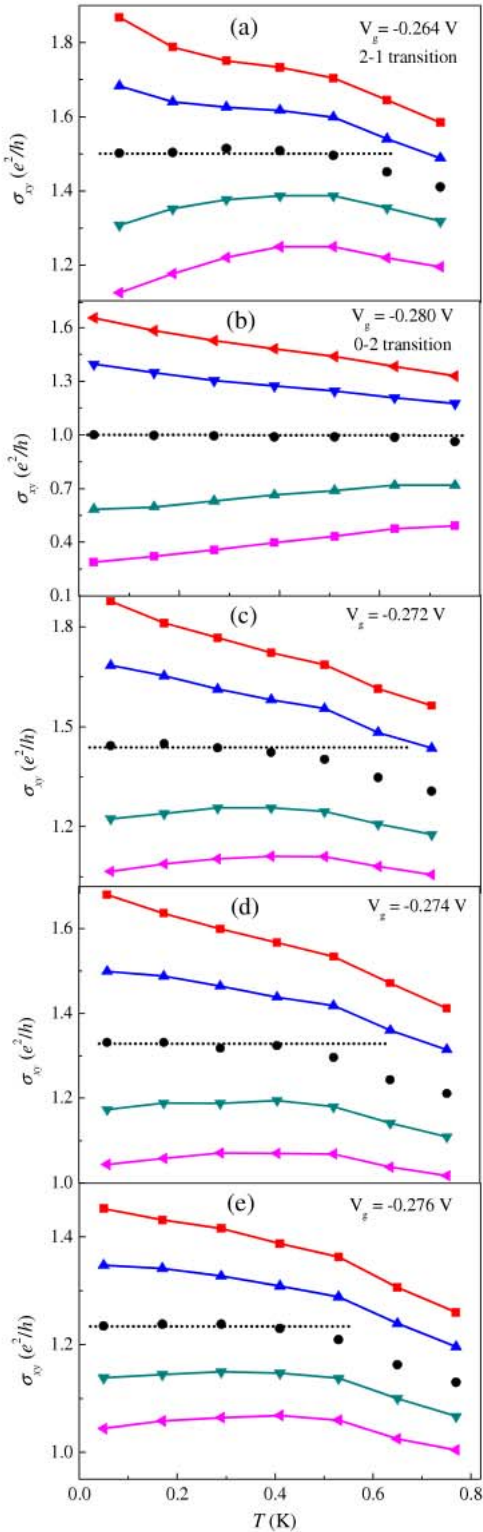 (a)
V_g = -0.264 V
2-1 transition
1.8
1.6
1.4
1.2
σ_xy (e²/h)
(b)
V_g = -0.280 V
0-2 transition
1.6
1.3
1.0
0.7
0.4
0.1
σ_xy (e²/h)
(c)
V_g = -0.272 V
1.8
1.5
1.2
σ_xy (e²/h)
(d)
V_g = -0.274 V
1.6
1.4
1.2
1.0
σ_xy (e²/h)
(e)
V_g = -0.276 V
1.4
1.2
1.0
σ_xy (e²/h)
0.0 0.2 0.4 0.6 0.8
T (K)